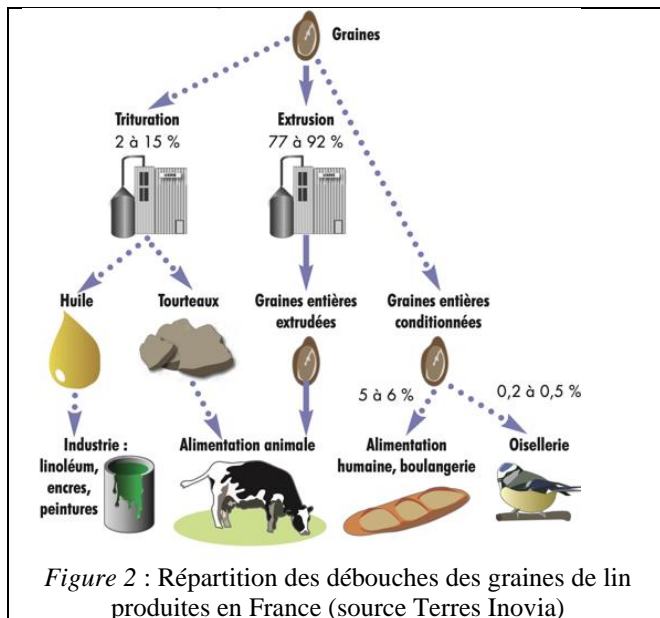 Graines
Trituration
2 à 15 %
Extrusion
77 à 92 %
Huile
Tourteaux
Graines entières
extrudées
Graines entières
conditionnées
5 à 6 %
0,2 à 0,5 %
Industrie :
linoléum,
encres,
peintures
Alimentation animale
Alimentation
humaine, boulangerie
Oisellerie
Figure 2 : Répartition des débouches des graines de lin
produites en France (source Terres Inovia)